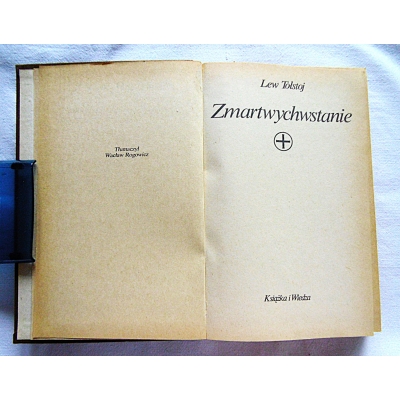 Tłumaczył
Wacław Rogowicz
Lew Tołstoj
Zmartwychwstanie
Książka i Wiedza